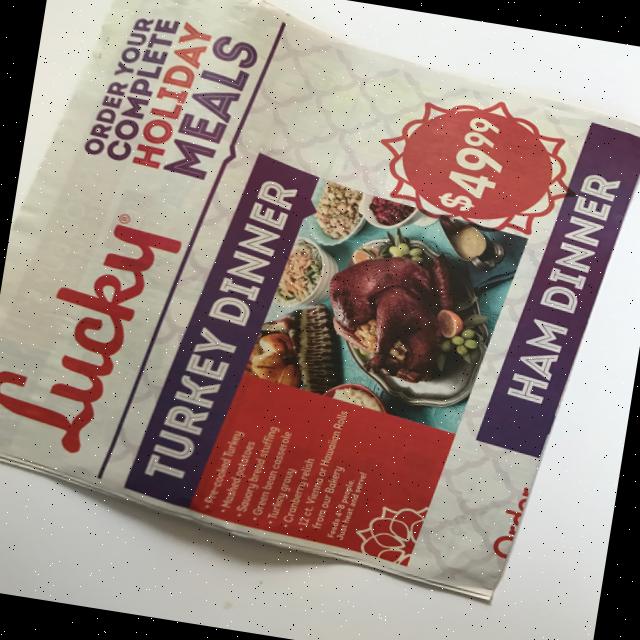 Lucky®
ORDER YOUR
COMPLETE
HOLIDAY
MEALS
TURKEY DINNER
$4999
• Pre-cooked Turkey
• Mashed potatoes
• Savory bread stuffing
• Green bean casserole
• Turkey gravy
• Cranberry relish
• 12 ct. Vienna or Hawaiian Rolls
from our Bakery
Feeds 6-8 people.
Just heat and serve!
HAM DINNER
Order